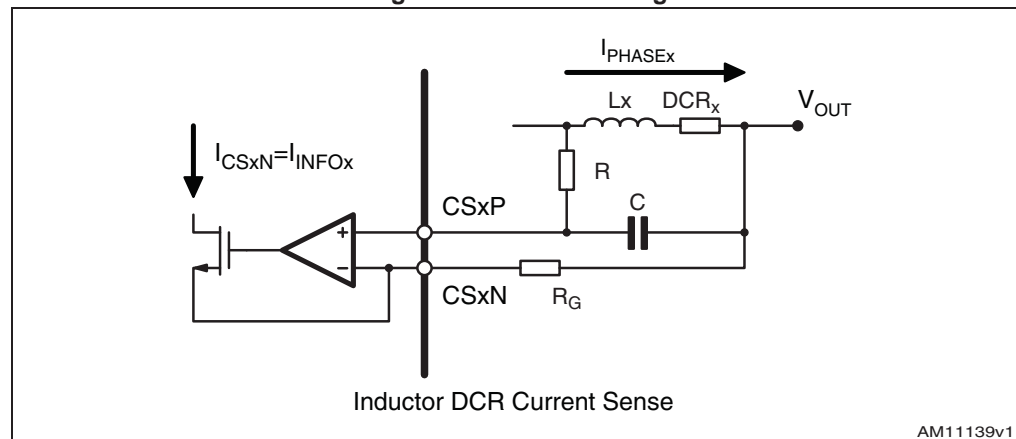 I_PHASEx
Lx DCR_x
V_OUT
I_CSxN=I_INFOx
R
CSxP
C
+
−
CSxN
R_G
Inductor DCR Current Sense
AM11139v1